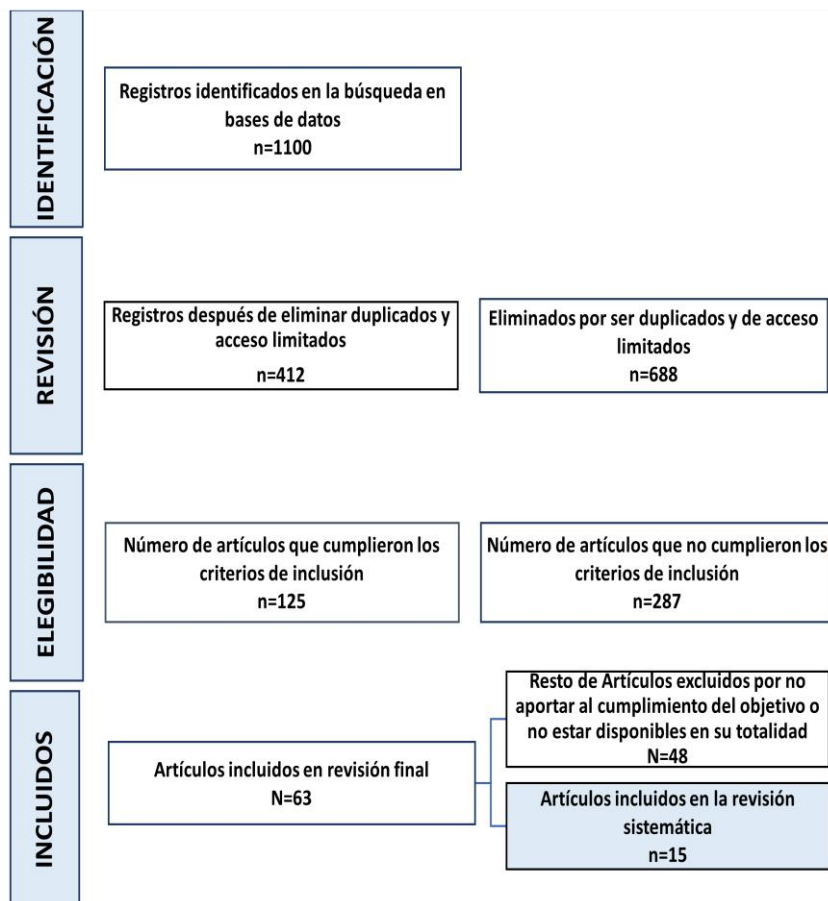 IDENTIFICACIÓN
Registros identificados en la búsqueda en
bases de datos
n=1100
REVISIÓN
Registros después de eliminar duplicados y
acceso limitados
n=412
Eliminados por ser duplicados y de acceso
limitados
n=688
ELEGIBILIDAD
Número de artículos que cumplieron los
criterios de inclusión
n=125
Número de artículos que no cumplieron los
criterios de inclusión
n=287
INCLUIDOS
Artículos incluidos en revisión final
N=63
Resto de Artículos excluidos por no
aportar al cumplimiento del objetivo o
no estar disponibles en su totalidad
N=48
Artículos incluidos en la revisión
sistemática
n=15